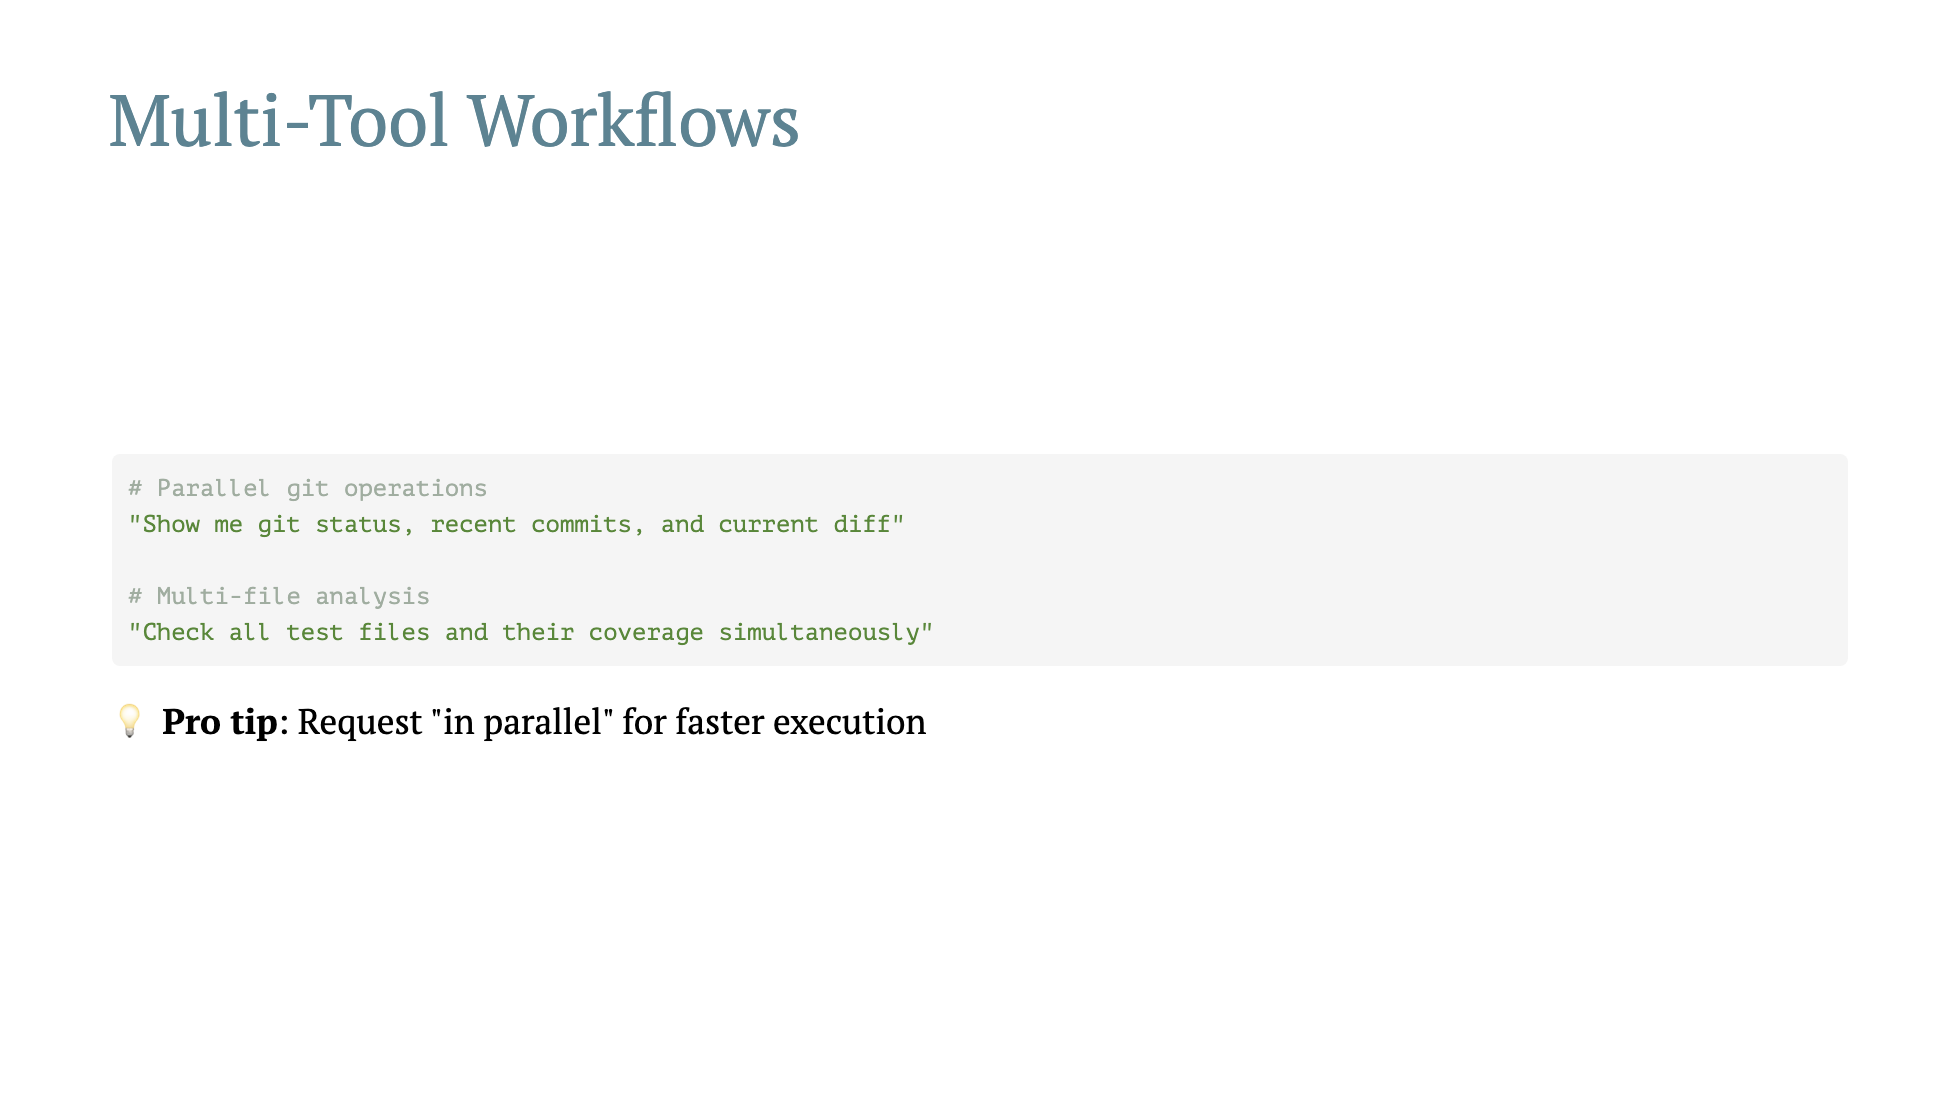 Multi-Tool Workflows
# Parallel git operations
"Show me git status, recent commits, and current diff"
# Multi-file analysis
"Check all test files and their coverage simultaneously"
💡 Pro tip: Request "in parallel" for faster execution